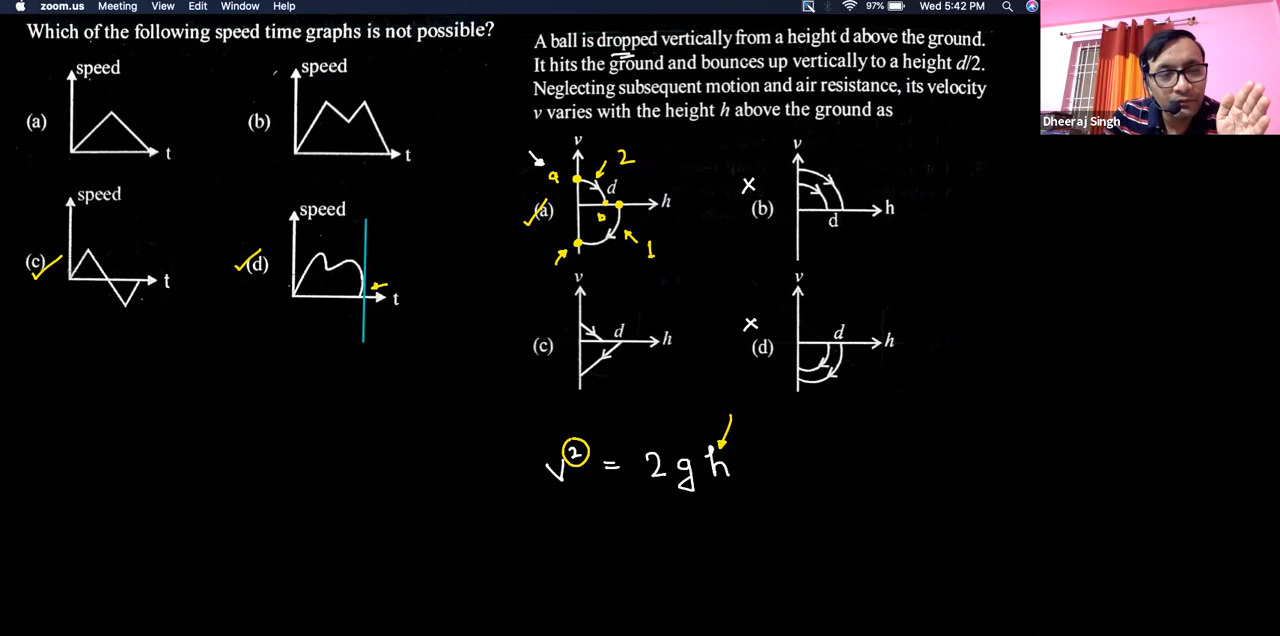 zoom.us Meeting View Edit Window Help
97% Wed 5:42 PM
Which of the following speed time graphs is not possible?
speed
(a)
t
speed
(b)
t
speed
(c)
t
speed
(d)
t
A ball is dropped vertically from a height d above the ground.
It hits the ground and bounces up vertically to a height d/2.
Neglecting subsequent motion and air resistance, its velocity
v varies with the height h above the ground as
v
2
a
d
h
(a)
b
1
v
x
(b)
h
d
v
(c)
d
h
v
x
(d)
d
h
v² = 2gh
Dheeraj Singh